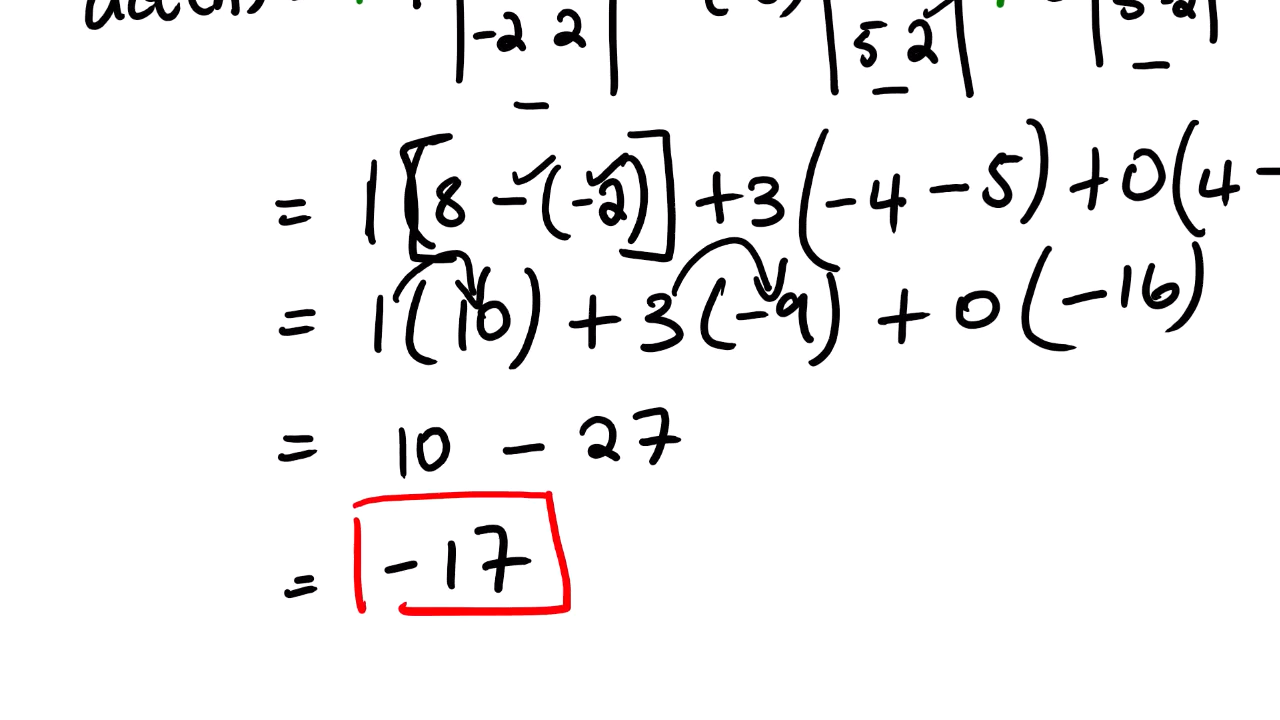 -2 2 5 2
= 1[(8 - (-2)] + 3(-4 - 5) + 0(4 -
= 1(10) + 3(-9) + 0(-16)
= 10 - 27
= -17